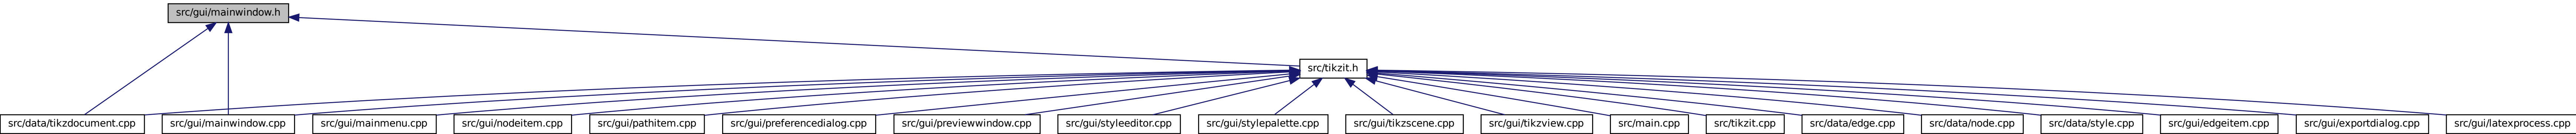 src/gui/mainwindow.h
src/tikzit.h
src/data/tikzdocument.cpp
src/gui/mainwindow.cpp
src/gui/mainmenu.cpp
src/gui/nodeitem.cpp
src/gui/pathitem.cpp
src/gui/preferencedialog.cpp
src/gui/previewwindow.cpp
src/gui/styleeditor.cpp
src/gui/stylepalette.cpp
src/gui/tikzscene.cpp
src/gui/tikzview.cpp
src/main.cpp
src/tikzit.cpp
src/data/edge.cpp
src/data/node.cpp
src/data/style.cpp
src/gui/edgeitem.cpp
src/gui/exportdialog.cpp
src/gui/latexprocess.cpp